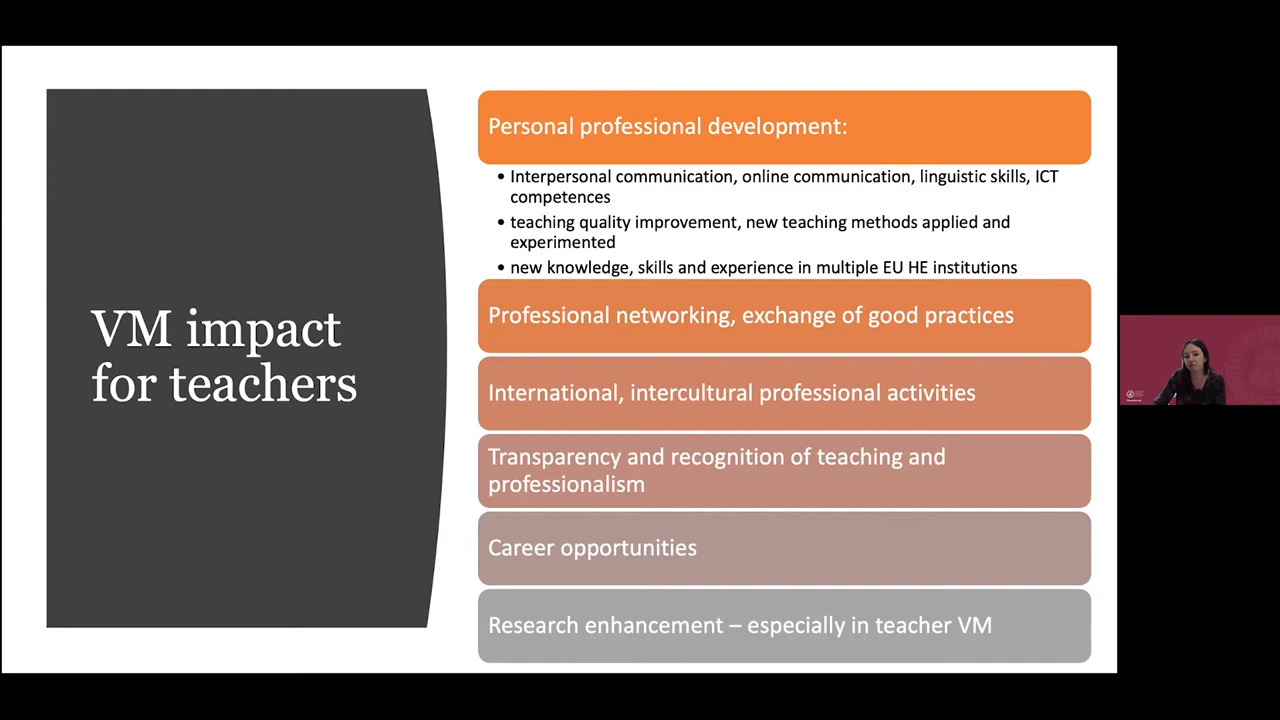 VM impact
for teachers
Personal professional development:
• Interpersonal communication, online communication, linguistic skills, ICT
competences
• teaching quality improvement, new teaching methods applied and
experimented
• new knowledge, skills and experience in multiple EU HE institutions
Professional networking, exchange of good practices
International, intercultural professional activities
Transparency and recognition of teaching and
professionalism
Career opportunities
Research enhancement – especially in teacher VM